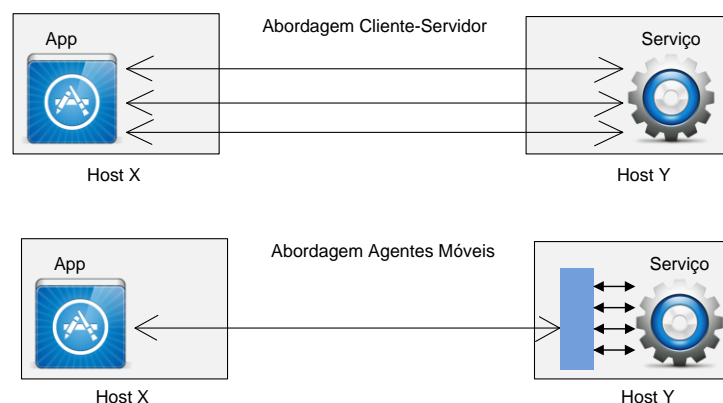 Abordagem Cliente-Servidor
App
Serviço
Host X
Host Y
Abordagem Agentes Móveis
App
Serviço
Host X
Host Y